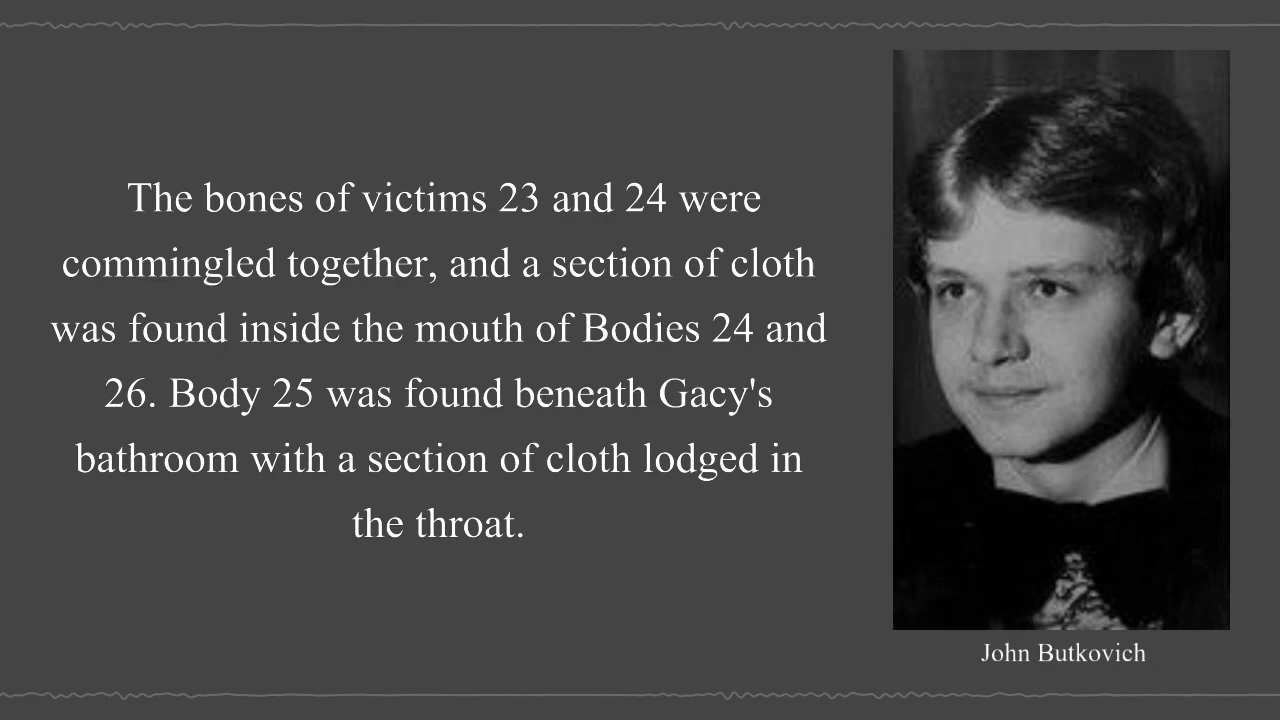 The bones of victims 23 and 24 were
commingled together, and a section of cloth
was found inside the mouth of Bodies 24 and
26. Body 25 was found beneath Gacy's
bathroom with a section of cloth lodged in
the throat.
John Butkovich